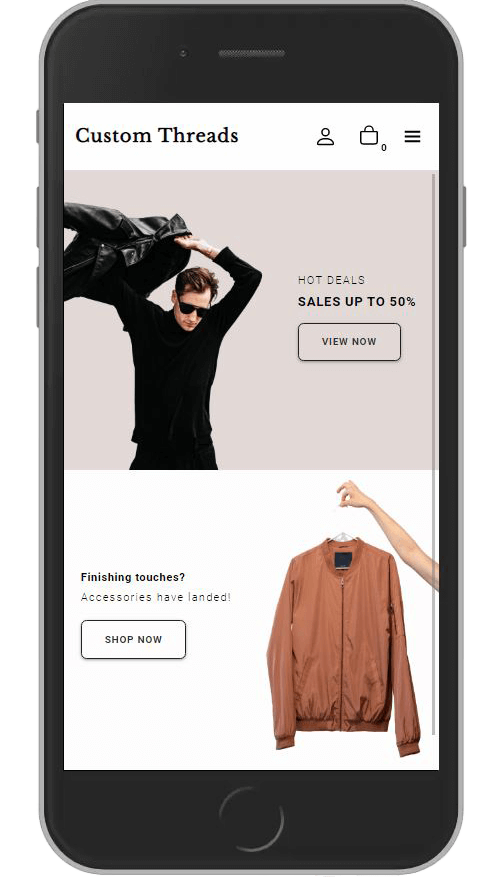 Custom Threads
0
HOT DEALS
SALES UP TO 50%
VIEW NOW
Finishing touches?
Accessories have landed!
SHOP NOW